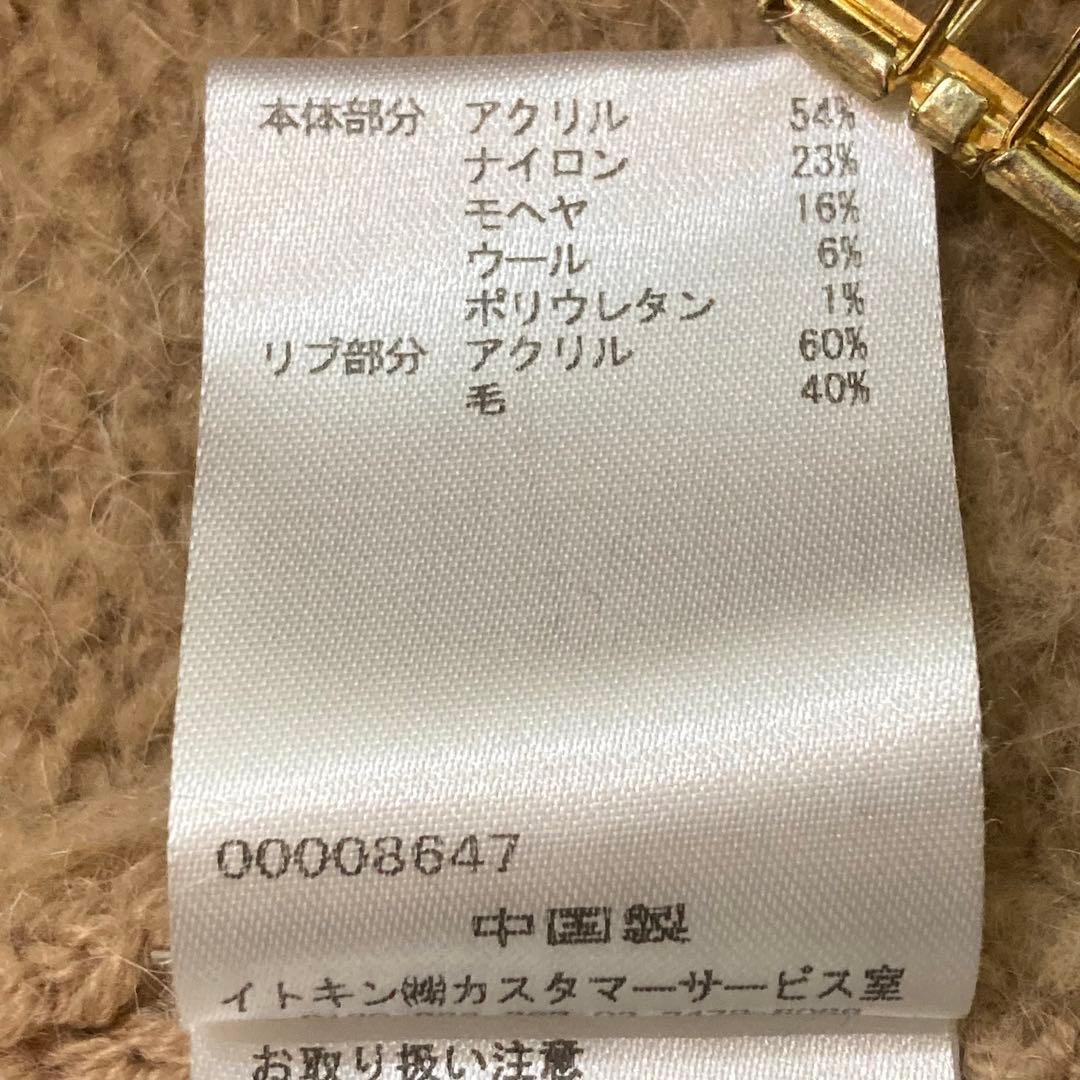 本体部分 アクリル 54%
ナイロン 23%
モヘヤ 16%
ウール 6%
ポリウレタン 1%
リブ部分 アクリル 60%
毛 40%
00008647
中国製
イトキン㈱カスタマーサービス室
お取り扱い注意